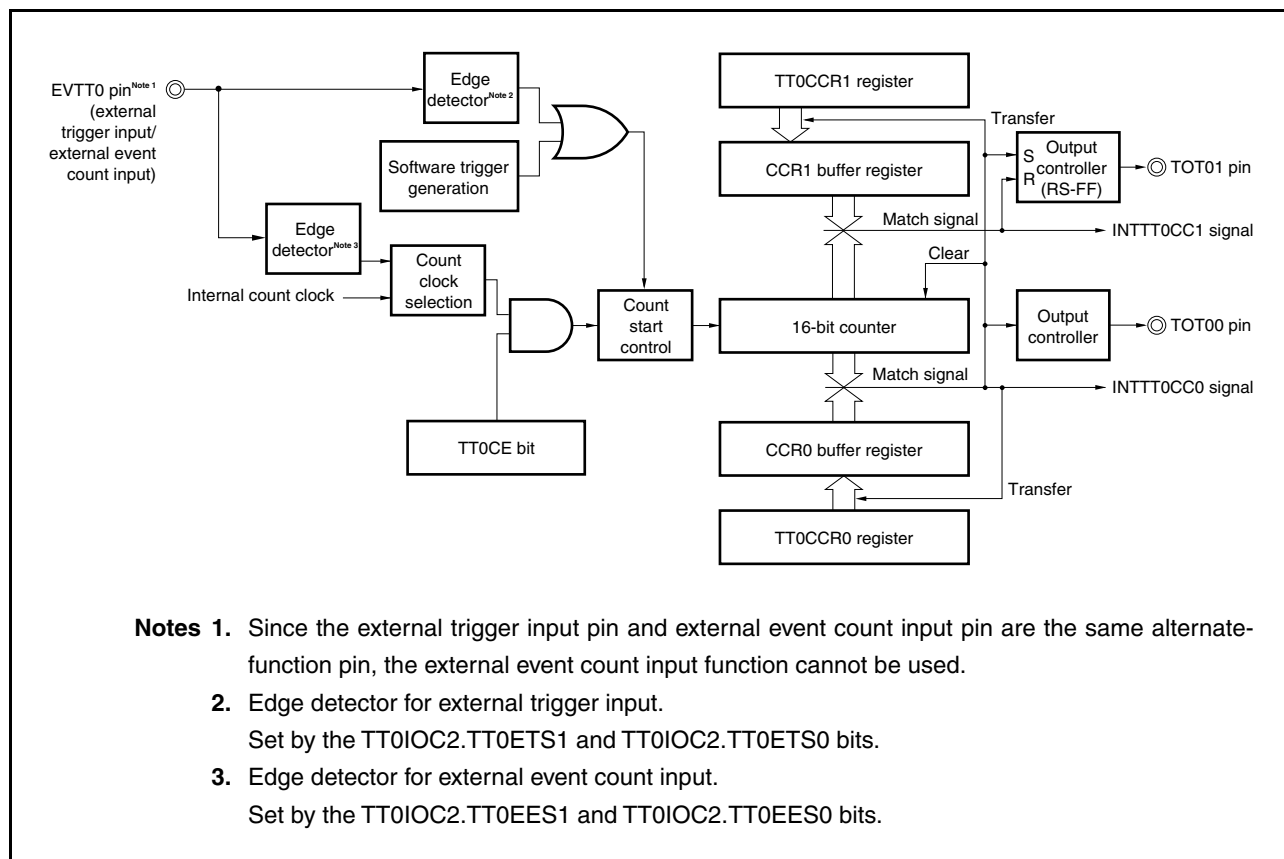 EVTT0 pinNote 1
(external
trigger input/
external event
count input)
Edge
detectorNote 2
Software trigger
generation
Edge
detectorNote 3
Internal count clock
Count
clock
selection
TT0CE bit
Count
start
control
TT0CCR1 register
Transfer
CCR1 buffer register
S
R
Output
controller
(RS-FF)
TOT01 pin
Match signal
INTTT0CC1 signal
Clear
16-bit counter
Output
controller
TOT00 pin
Match signal
INTTT0CC0 signal
CCR0 buffer register
Transfer
TT0CCR0 register
Notes 1. Since the external trigger input pin and external event count input pin are the same alternate-
function pin, the external event count input function cannot be used.
2. Edge detector for external trigger input.
Set by the TT0IOC2.TT0ETS1 and TT0IOC2.TT0ETS0 bits.
3. Edge detector for external event count input.
Set by the TT0IOC2.TT0EES1 and TT0IOC2.TT0EES0 bits.